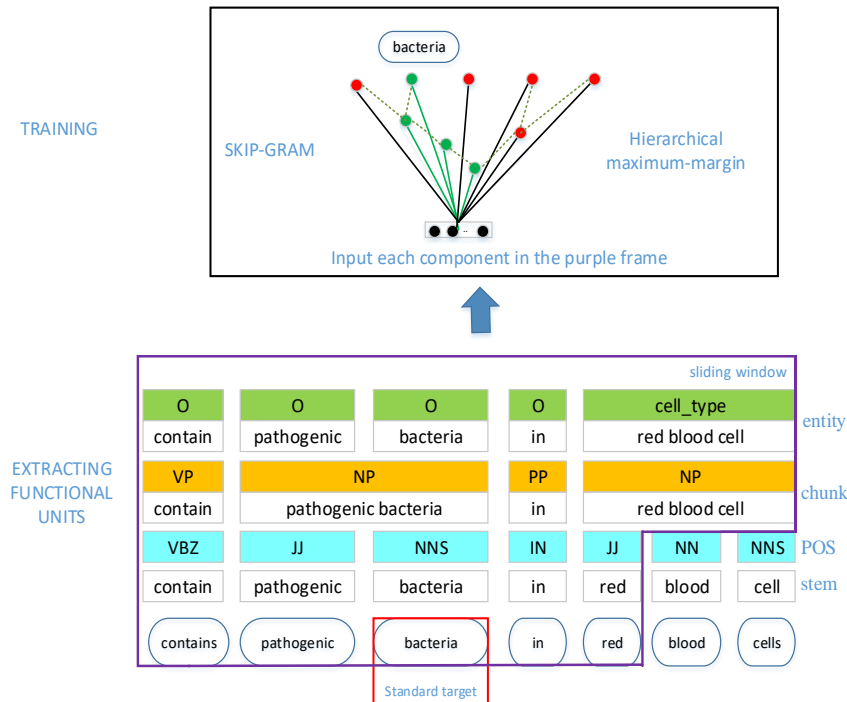 bacteria
TRAINING
SKIP-GRAM
Hierarchical
maximum-margin
..
Input each component in the purple frame
sliding window
O O O O cell_type
entity
contain pathogenic bacteria in red blood cell
EXTRACTING
FUNCTIONAL
UNITS
VP NP PP NP
chunk
contain pathogenic bacteria in red blood cell
VBZ JJ NNS IN JJ NN NNS POS
contain pathogenic bacteria in red blood cell stem
contains pathogenic bacteria in red blood cells
Standard target